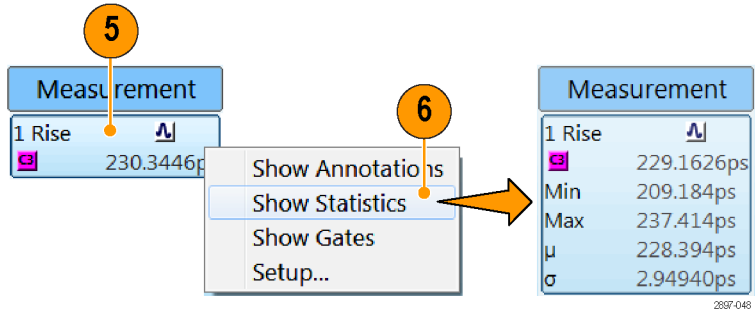 5
Measurement
1 Rise
C3 230.3446p
6
Show Annotations
Show Statistics
Show Gates
Setup...
Measurement
1 Rise
C3 229.1626ps
Min 209.184ps
Max 237.414ps
μ 228.394ps
σ 2.94940ps
2897-048